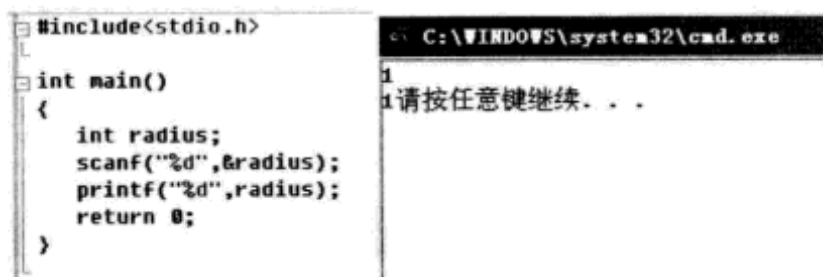 #include<stdio.h>
int main()
{
int radius;
scanf("%d",&radius);
printf("%d",radius);
return 0;
}
C:\WINDOWS\system32\cmd.exe
1
1请按任意键继续. . .